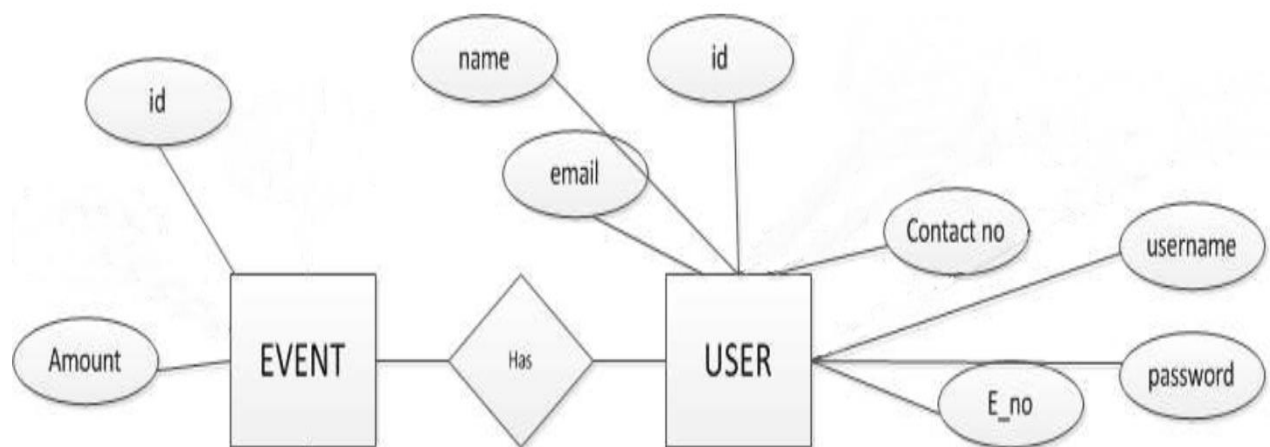 name
id
id
email
Contact no
username
EVENT
Has
USER
Amount
password
E_no